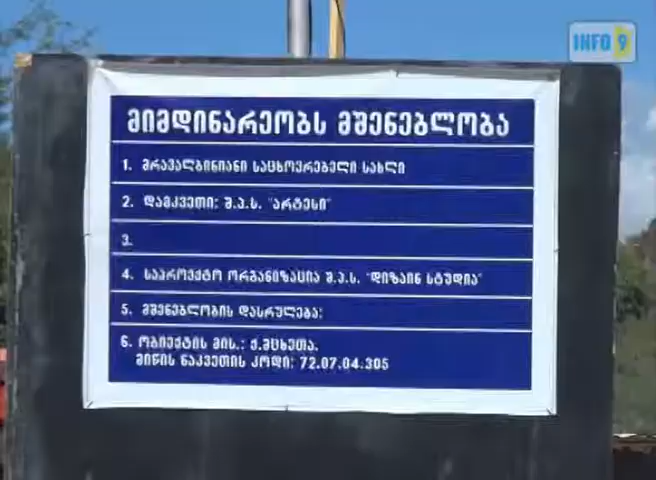 INFO 9
მიმდინარეობს მშენებლობა
1. მრავალბინიანი საცხოვრებელი სახლი
2. დამკვეთი: შ.პ.ს. "არტესი"
3.
4. საპროექტო ორგანიზაცია შ.პ.ს. "დიზაინ სტუდია"
5. მშენებლობის დასრულება:
6. ობიექტის მის.: ქ.მცხეთა.
მიწის ნაკვეთის კოდი: 72.07.04.305